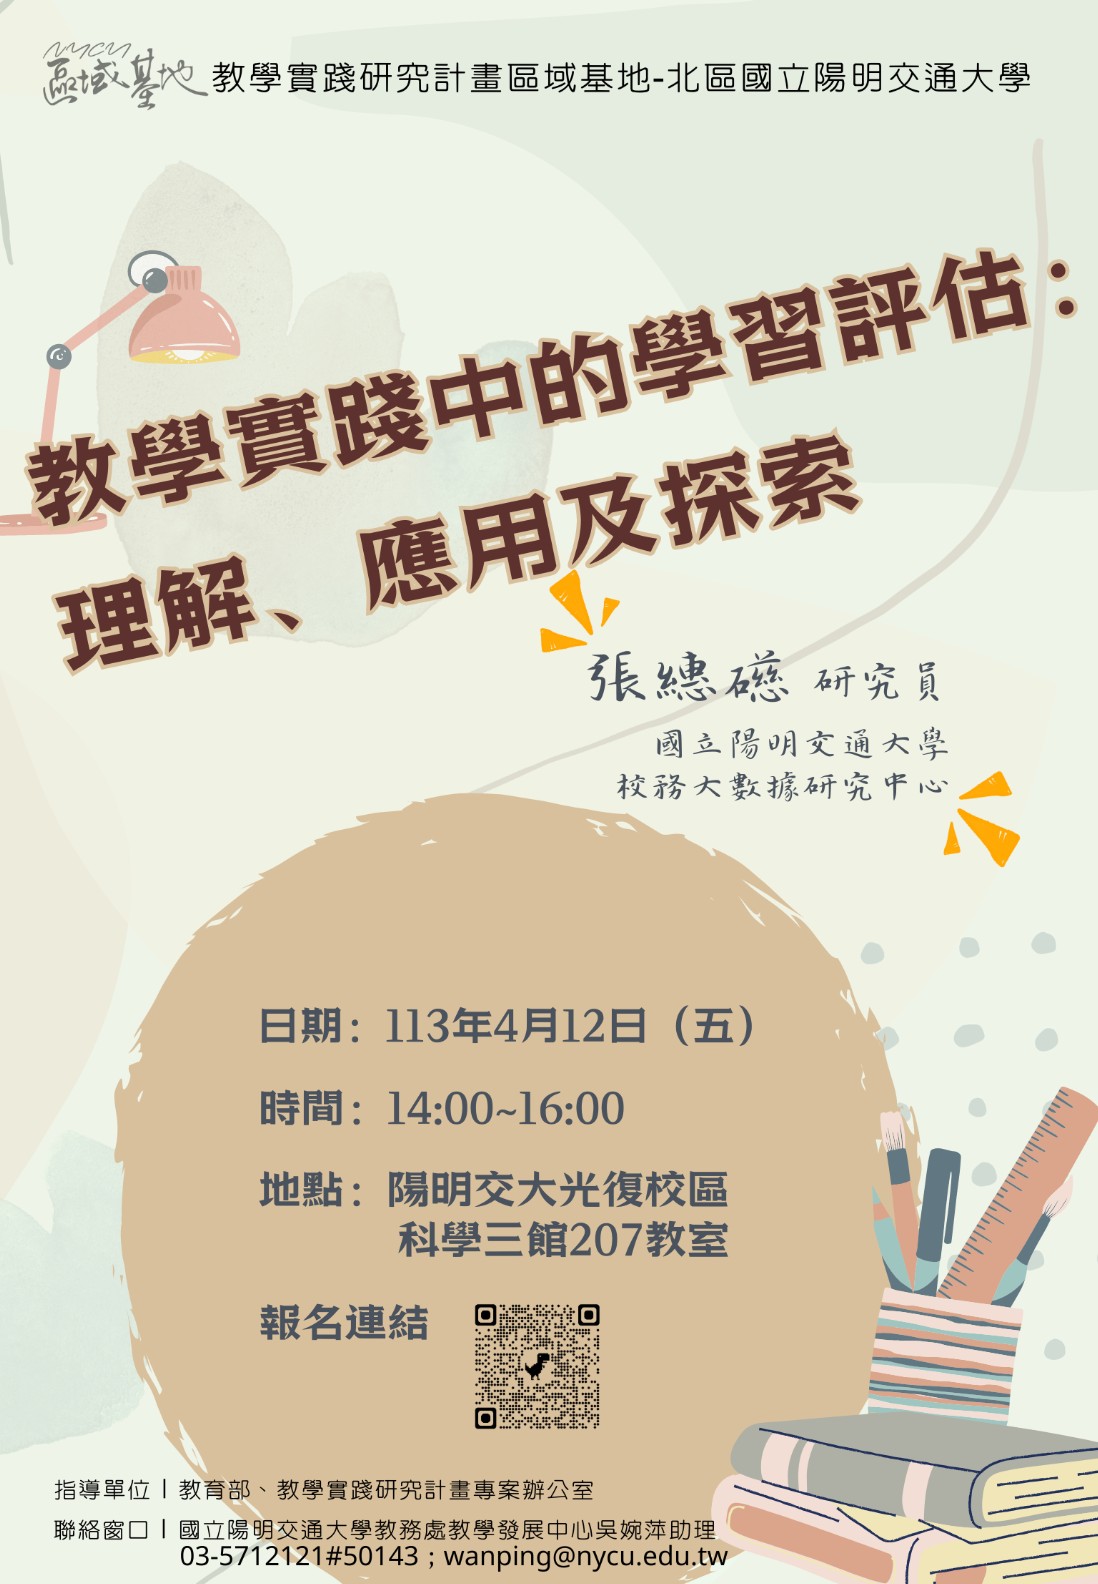 NYCU
區域基地 教學實踐研究計畫區域基地-北區國立陽明交通大學
教學實踐中的學習評估：
理解、應用及探索
張繐礠 研究員
國立陽明交通大學
校務大數據研究中心
日期：113年4月12日（五）
時間：14:00~16:00
地點：陽明交大光復校區
科學三館207教室
報名連結
指導單位｜教育部、教學實踐研究計畫專案辦公室
聯絡窗口｜國立陽明交通大學教務處教學發展中心吳婉萍助理
03-5712121#50143；wanping@nycu.edu.tw